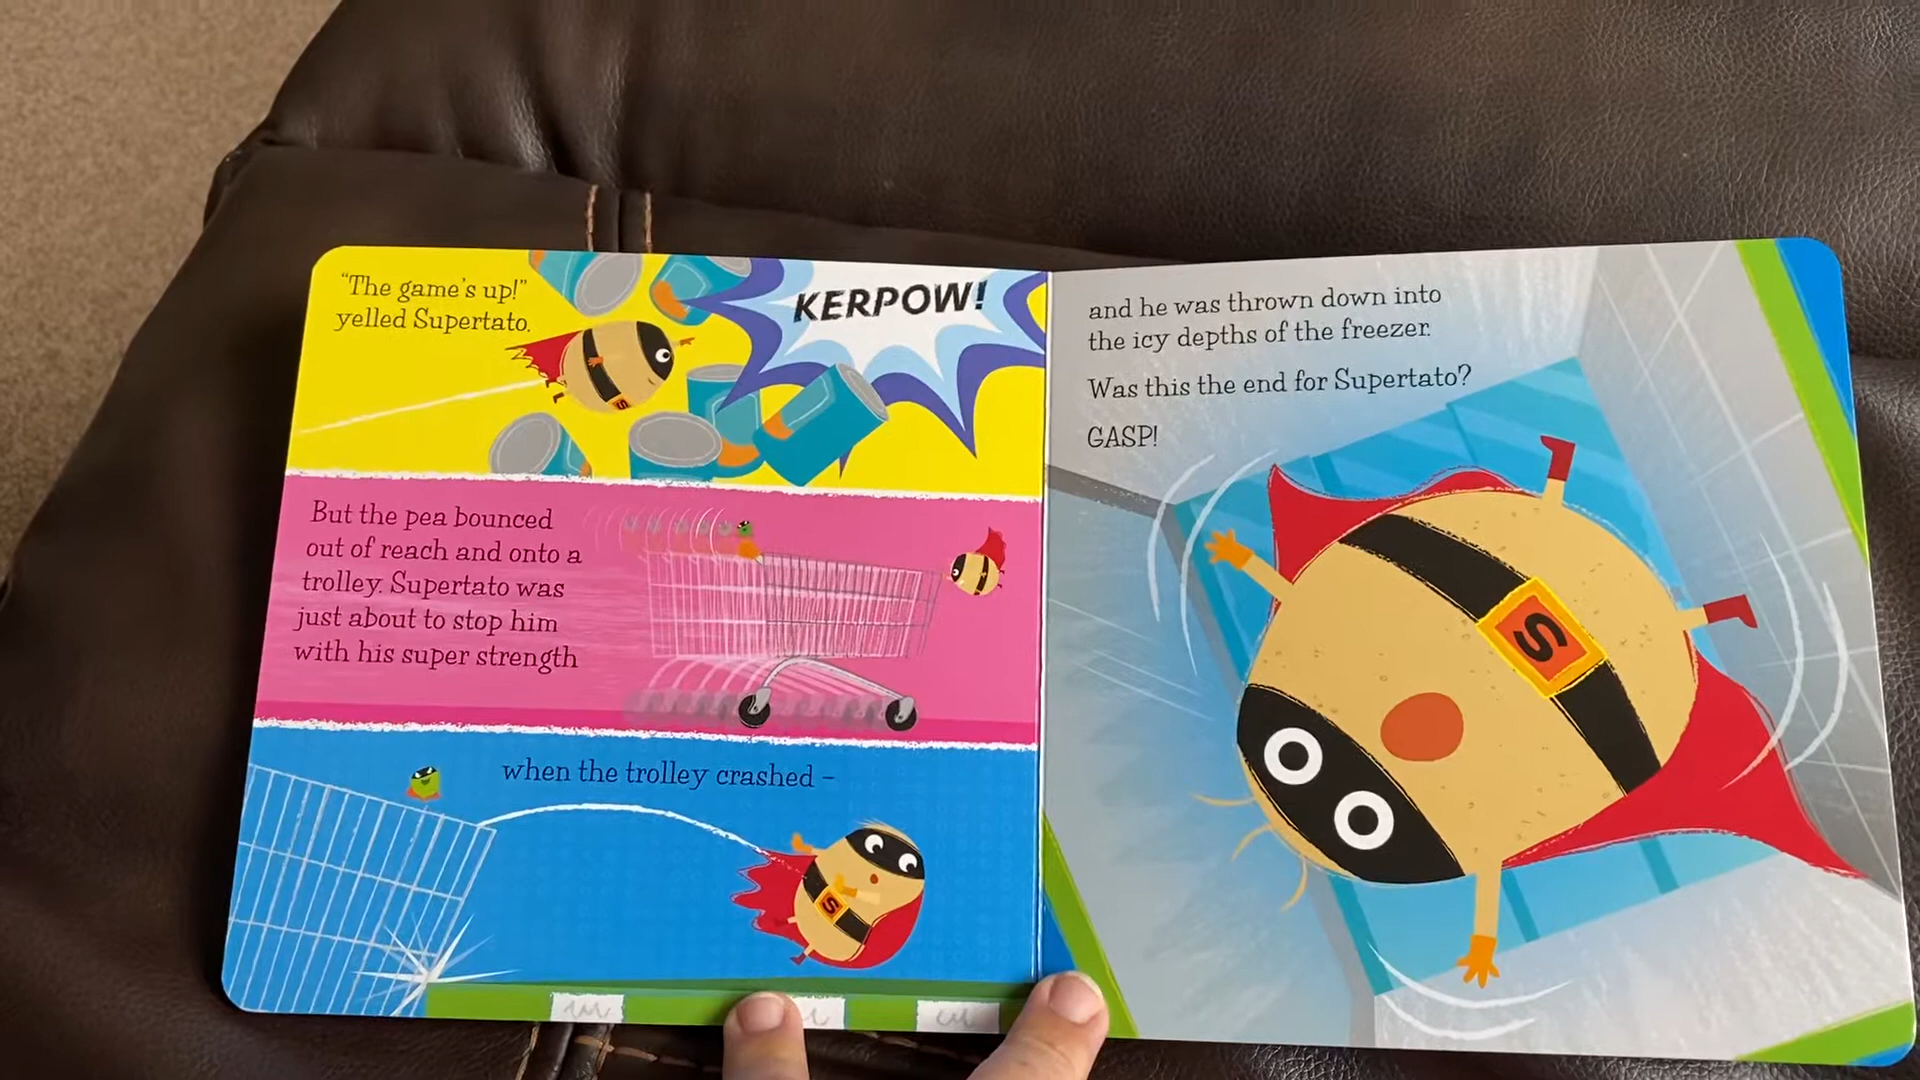 “The game’s up!”
yelled Supertato.
KERPOW!
But the pea bounced
out of reach and onto a
trolley. Supertato was
just about to stop him
with his super strength
when the trolley crashed –
and he was thrown down into
the icy depths of the freezer.
Was this the end for Supertato?
GASP!
S
S
S